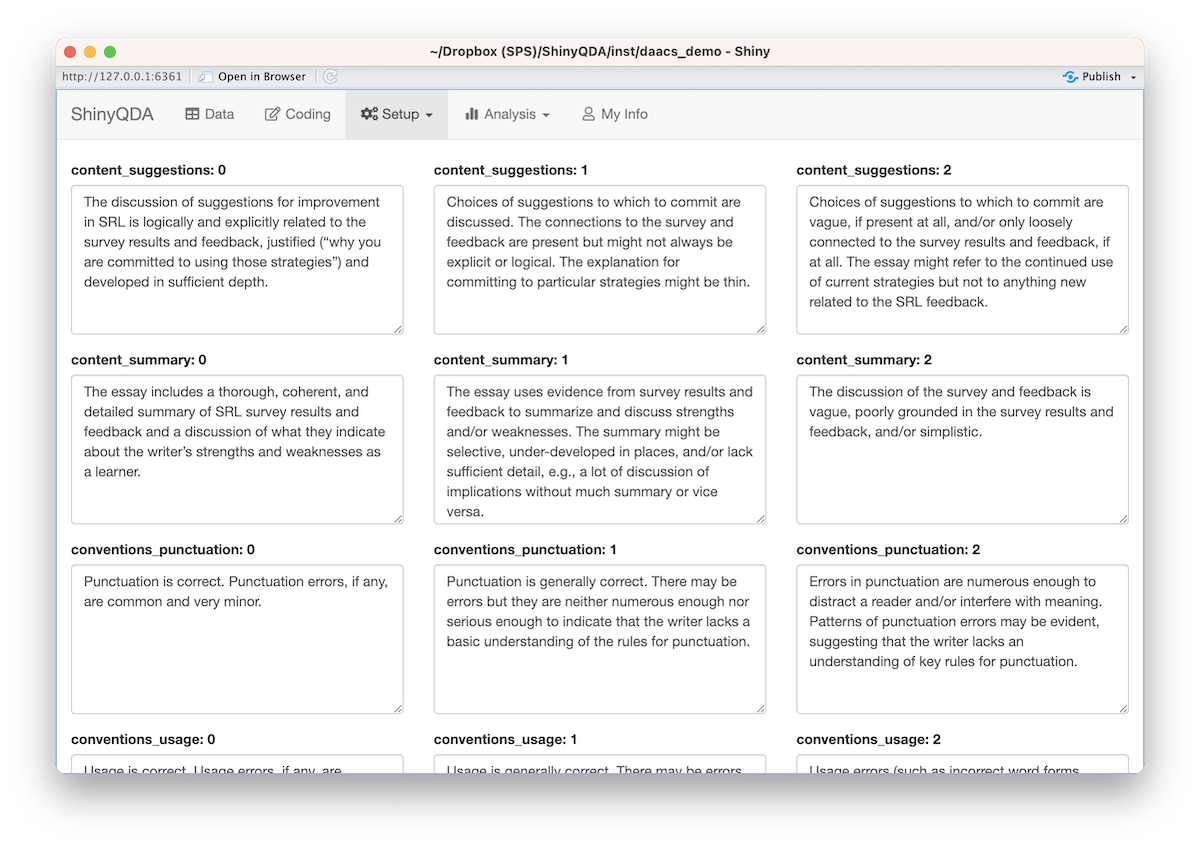 ~/Dropbox (SPS)/ShinyQDA/inst/daacs_demo - Shiny
http://127.0.0.1:6361 Open in Browser Publish
ShinyQDA Data Coding Setup Analysis My Info
content_suggestions: 0
The discussion of suggestions for improvement
in SRL is logically and explicitly related to the
survey results and feedback, justified (“why you
are committed to using those strategies”) and
developed in sufficient depth.
content_suggestions: 1
Choices of suggestions to which to commit are
discussed. The connections to the survey and
feedback are present but might not always be
explicit or logical. The explanation for
committing to particular strategies might be thin.
content_suggestions: 2
Choices of suggestions to which to commit are
vague, if present at all, and/or only loosely
connected to the survey results and feedback, if
at all. The essay might refer to the continued use
of current strategies but not to anything new
related to the SRL feedback.
content_summary: 0
The essay includes a thorough, coherent, and
detailed summary of SRL survey results and
feedback and a discussion of what they indicate
about the writer’s strengths and weaknesses as
a learner.
content_summary: 1
The essay uses evidence from survey results and
feedback to summarize and discuss strengths
and/or weaknesses. The summary might be
selective, under-developed in places, and/or lack
sufficient detail, e.g., a lot of discussion of
implications without much summary or vice
versa.
content_summary: 2
The discussion of the survey and feedback is
vague, poorly grounded in the survey results and
feedback, and/or simplistic.
conventions_punctuation: 0
Punctuation is correct. Punctuation errors, if any,
are common and very minor.
conventions_punctuation: 1
Punctuation is generally correct. There may be
errors but they are neither numerous enough nor
serious enough to indicate that the writer lacks a
basic understanding of the rules for punctuation.
conventions_punctuation: 2
Errors in punctuation are numerous enough to
distract a reader and/or interfere with meaning.
Patterns of punctuation errors may be evident,
suggesting that the writer lacks an
understanding of key rules for punctuation.
conventions_usage: 0
Usage is correct. Usage errors, if any, are
conventions_usage: 1
Usage is generally correct. There may be errors
conventions_usage: 2
Usage errors (such as incorrect word forms